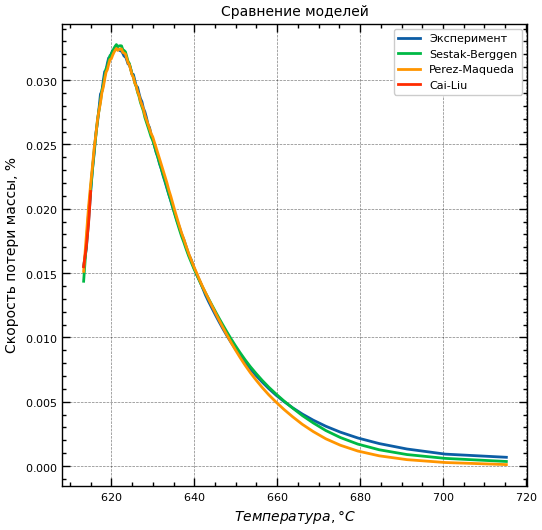 Сравнение моделей
Эксперимент
Sestak-Berggen
Perez-Maqueda
Cai-Liu
Скорость потери массы, %
0.030
0.025
0.020
0.015
0.010
0.005
0.000
620 640 660 680 700 720
Температура, °C